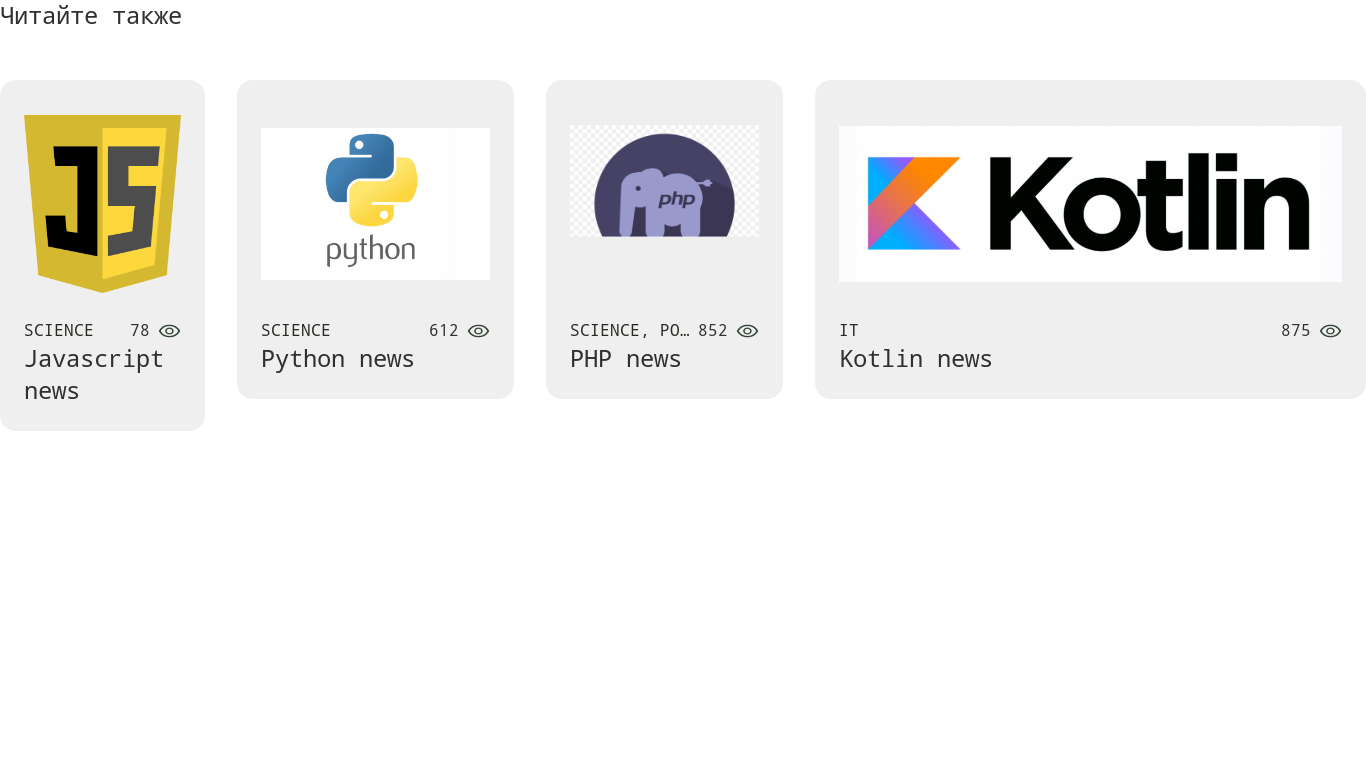 Читайте также
JS
python
php
Kotlin
SCIENCE 78
Javascript
news
SCIENCE 612
Python news
SCIENCE, PO… 852
PHP news
IT 875
Kotlin news